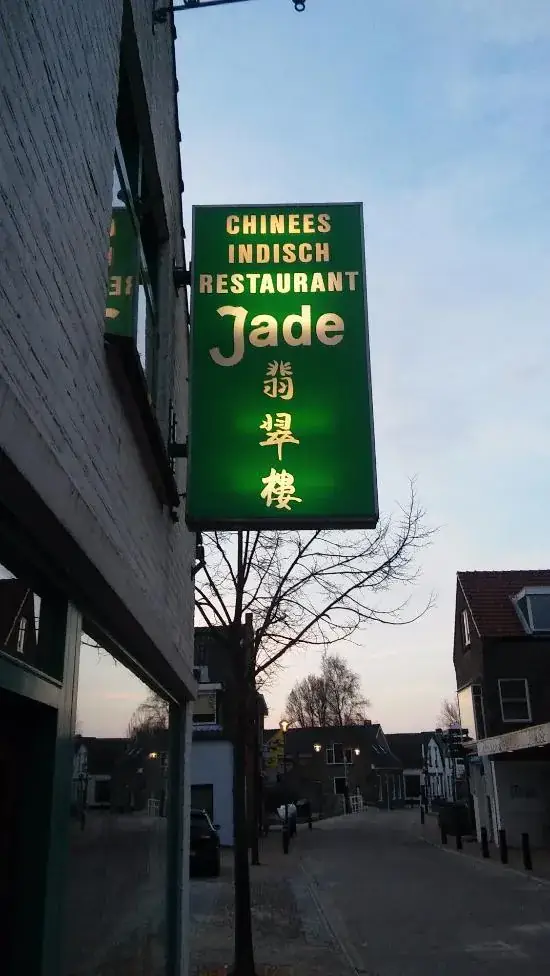 CHINEES
INDISCH
RESTAURANT
Jade
翡
翠
樓